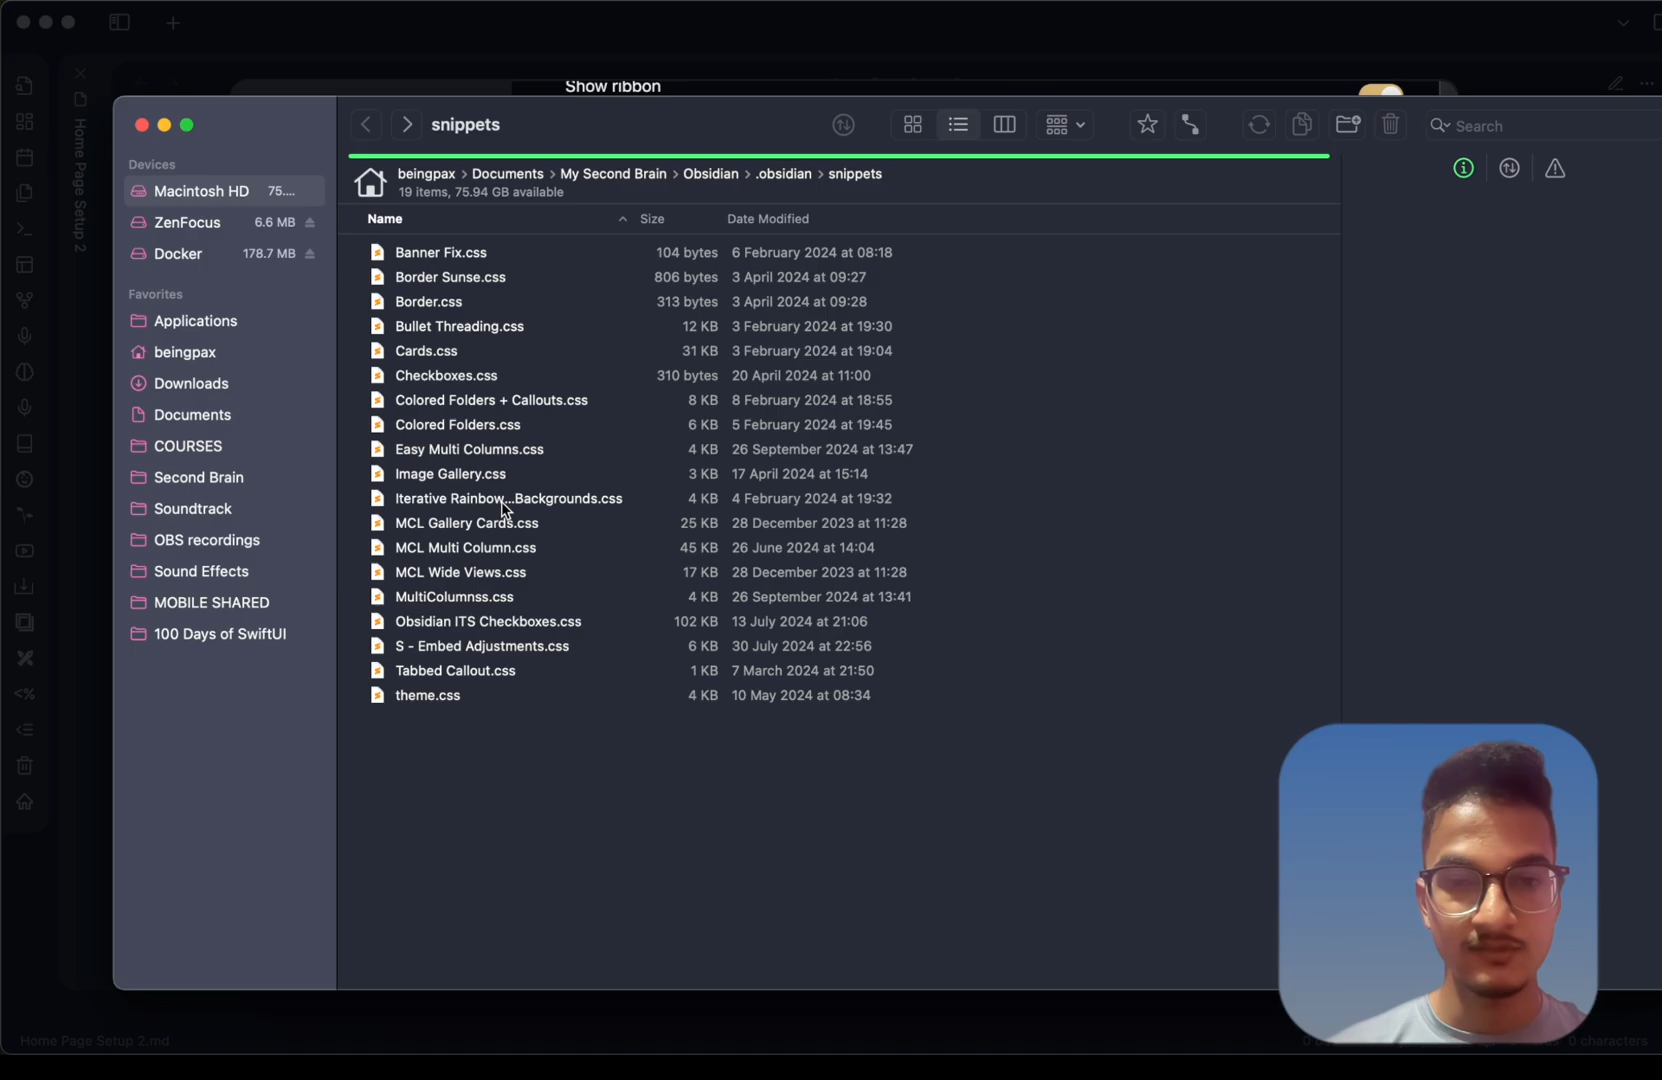 Show ribbon
snippets
Search
Devices
Macintosh HD 75....
ZenFocus 6.6 MB
Docker 178.7 MB
Favorites
Applications
beingpax
Downloads
Documents
COURSES
Second Brain
Soundtrack
OBS recordings
Sound Effects
MOBILE SHARED
100 Days of SwiftUI
beingpax › Documents › My Second Brain › Obsidian › .obsidian › snippets
19 items, 75.94 GB available
Name Size Date Modified
Banner Fix.css 104 bytes 6 February 2024 at 08:18
Border Sunse.css 806 bytes 3 April 2024 at 09:27
Border.css 313 bytes 3 April 2024 at 09:28
Bullet Threading.css 12 KB 3 February 2024 at 19:30
Cards.css 31 KB 3 February 2024 at 19:04
Checkboxes.css 310 bytes 20 April 2024 at 11:00
Colored Folders + Callouts.css 8 KB 8 February 2024 at 18:55
Colored Folders.css 6 KB 5 February 2024 at 19:45
Easy Multi Columns.css 4 KB 26 September 2024 at 13:47
Image Gallery.css 3 KB 17 April 2024 at 15:14
Iterative Rainbow...Backgrounds.css 4 KB 4 February 2024 at 19:32
MCL Gallery Cards.css 25 KB 28 December 2023 at 11:28
MCL Multi Column.css 45 KB 26 June 2024 at 14:04
MCL Wide Views.css 17 KB 28 December 2023 at 11:28
MultiColumnss.css 4 KB 26 September 2024 at 13:41
Obsidian ITS Checkboxes.css 102 KB 13 July 2024 at 21:06
S - Embed Adjustments.css 6 KB 30 July 2024 at 22:56
Tabbed Callout.css 1 KB 7 March 2024 at 21:50
theme.css 4 KB 10 May 2024 at 08:34
Home Page Setup 2
Home Page Setup 2.md
0 characters